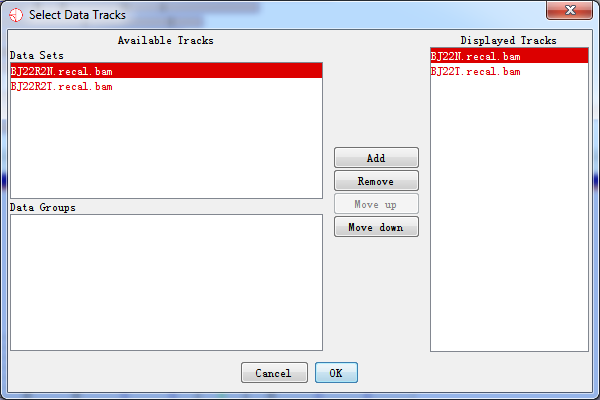 Select Data Tracks
Available Tracks
Data Sets
BJ22R2N.recal.bam
BJ22R2T.recal.bam
Data Groups
Add
Remove
Move up
Move down
Displayed Tracks
BJ22N.recal.bam
BJ22T.recal.bam
Cancel
OK